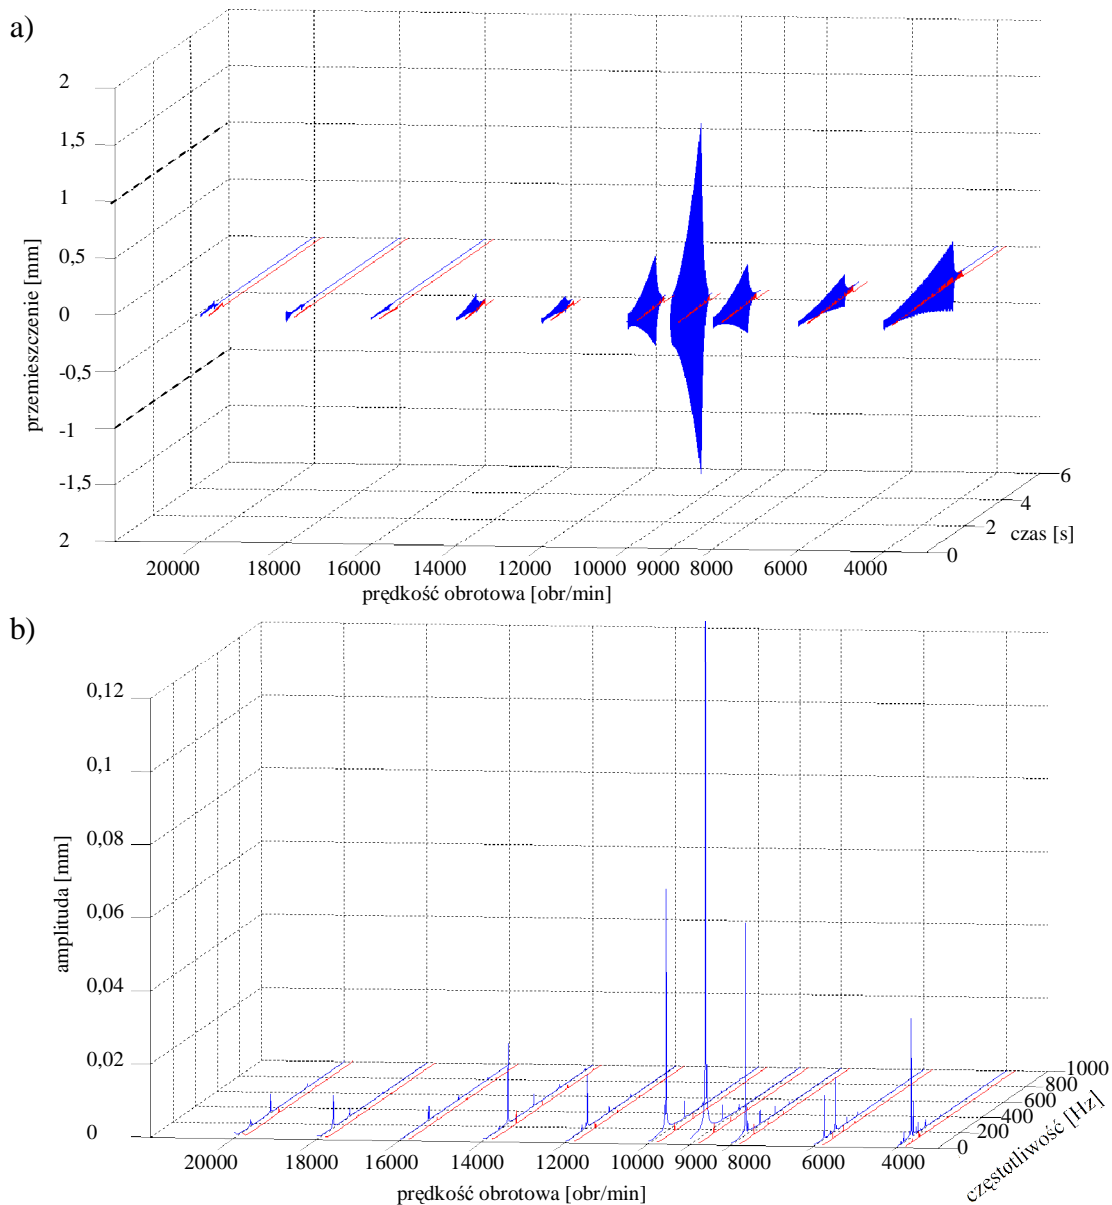 a)
2
1,5
1
0,5
0
-0,5
-1
-1,5
2
przemieszczenie [mm]
20000 18000 16000 14000 12000 10000 9000 8000 6000 4000
prędkość obrotowa [obr/min]
0 2 4 6
czas [s]
b)
0,12
0,1
0,08
0,06
0,04
0,02
0
amplituda [mm]
20000 18000 16000 14000 12000 10000 9000 8000 6000 4000
prędkość obrotowa [obr/min]
0 200 400 600 800 1000
częstotliwość [Hz]